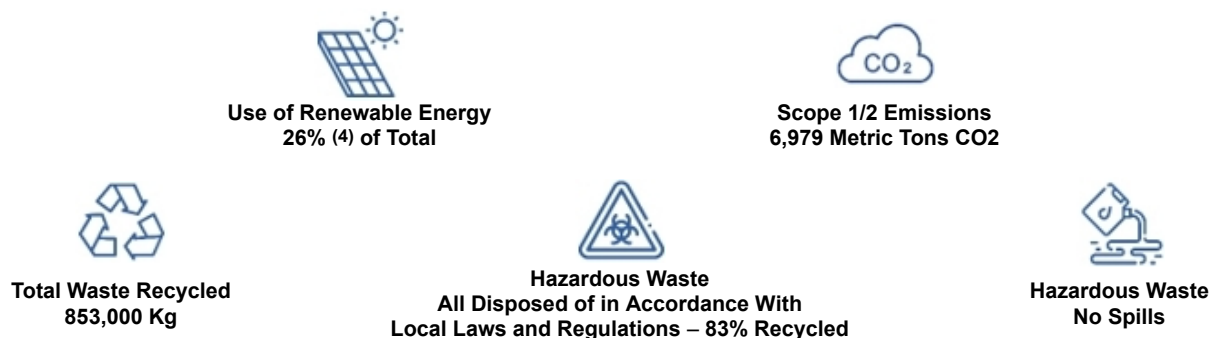 CO2
Use of Renewable Energy
26% (4) of Total
Scope 1/2 Emissions
6,979 Metric Tons CO2
Total Waste Recycled
853,000 Kg
Hazardous Waste
All Disposed of in Accordance With
Local Laws and Regulations – 83% Recycled
Hazardous Waste
No Spills